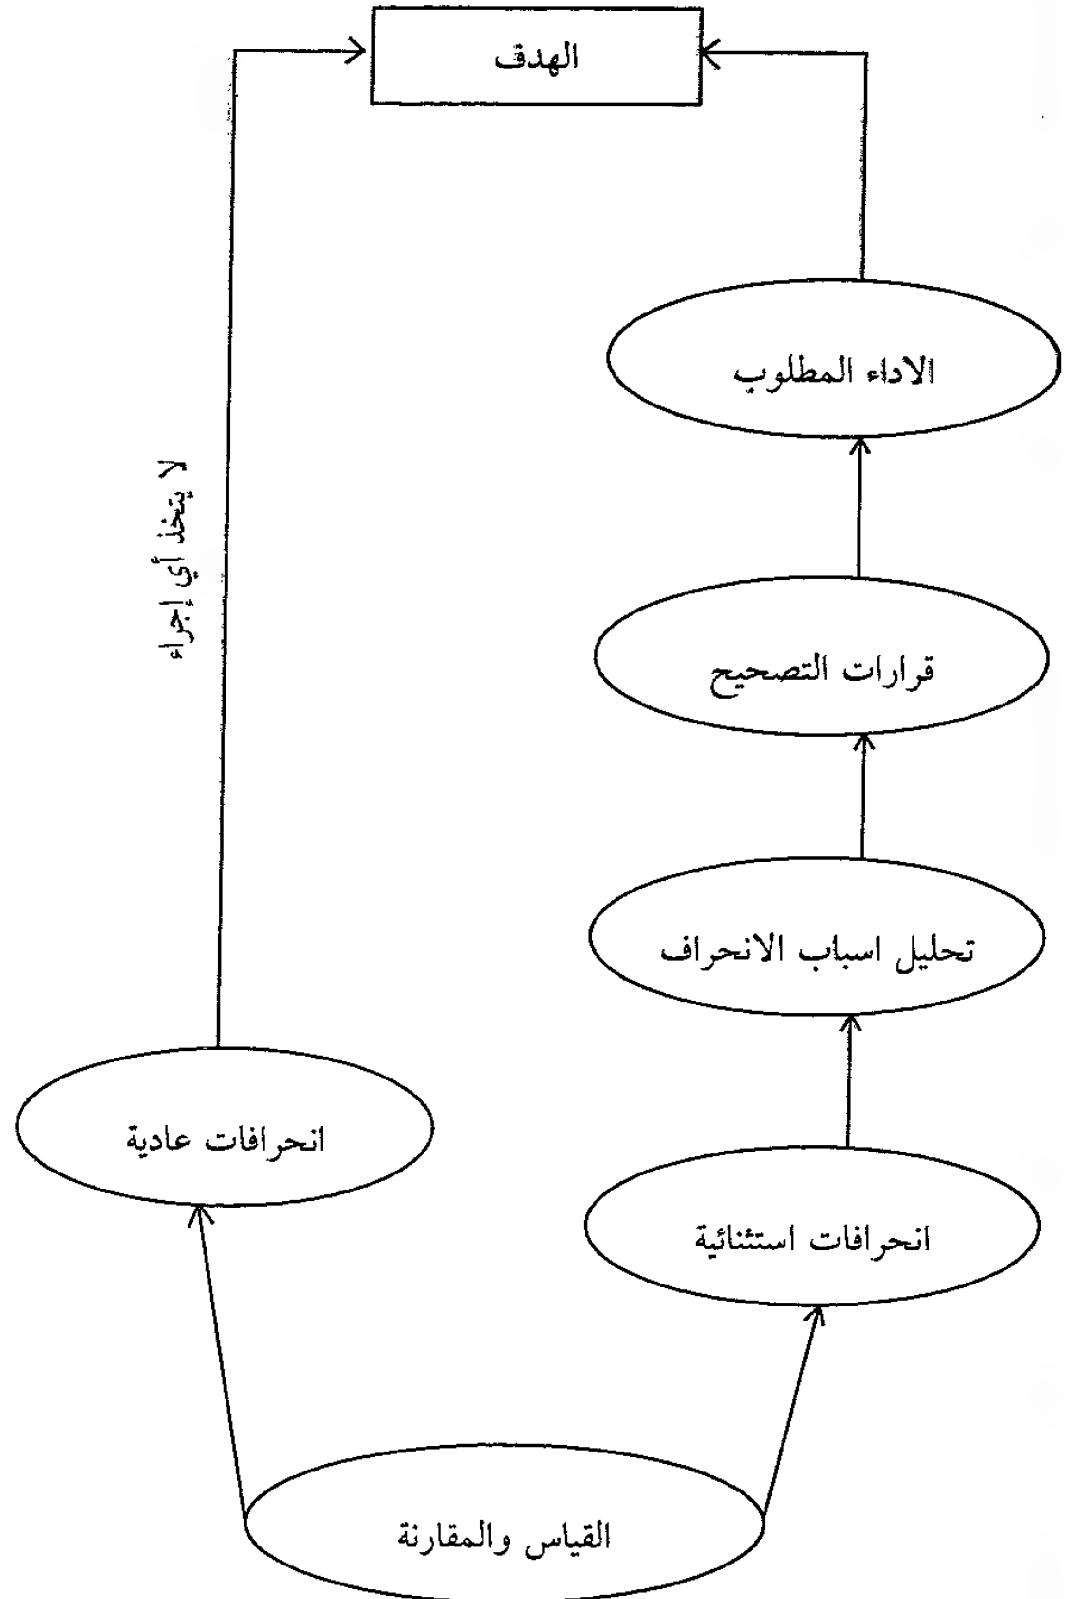 الهدف
الاداء المطلوب
لا يتخذ أي إجراء
قرارات التصحيح
تحليل اسباب الانحراف
انحرافات عادية
انحرافات استثنائية
القياس والمقارنة